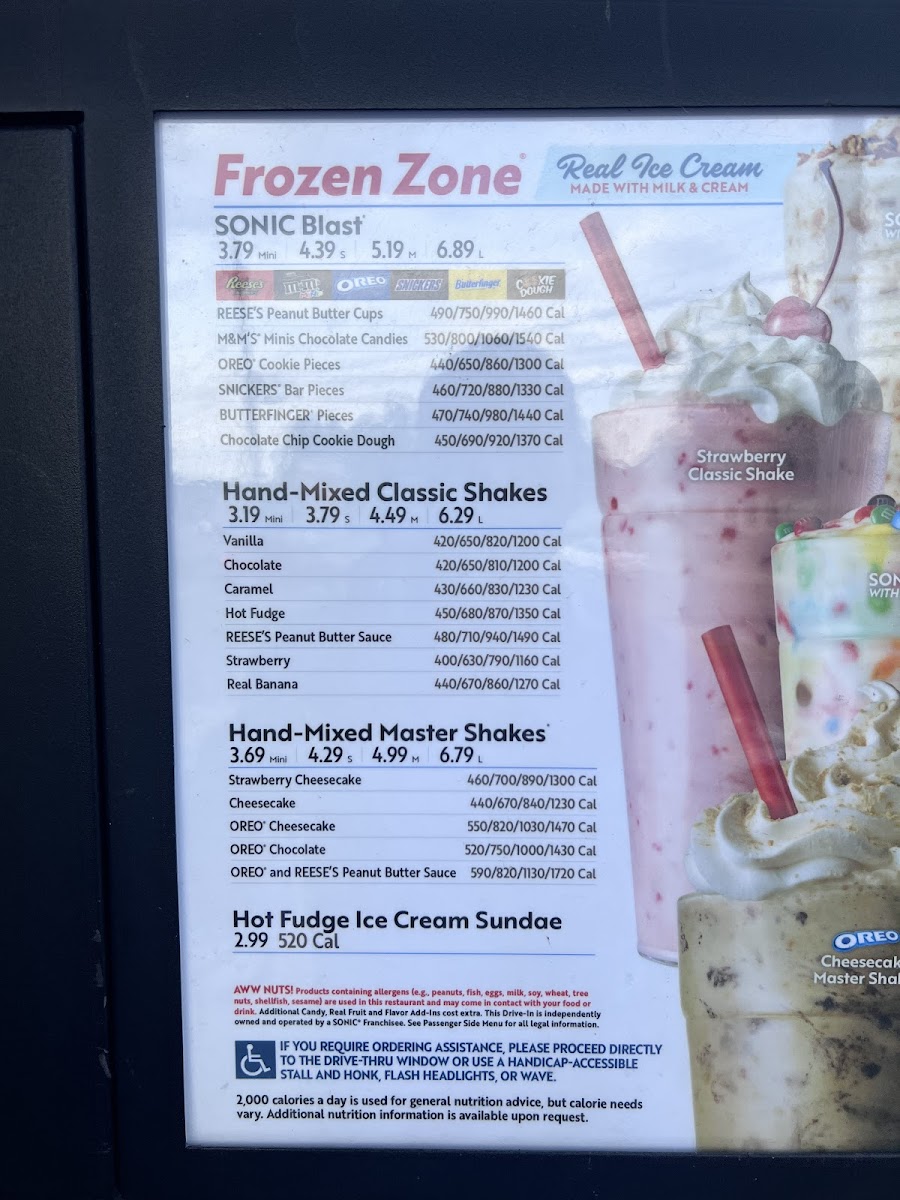 Frozen Zone®
Real Ice Cream
MADE WITH MILK & CREAM
SONIC Blast®
3.79 Mini 4.39 S 5.19 M 6.89 L
Reese's m&m's OREO SNICKERS Butterfinger COOKIE DOUGH
REESE'S Peanut Butter Cups 490/750/990/1460 Cal
M&M'S® Minis Chocolate Candies 530/800/1060/1540 Cal
OREO® Cookie Pieces 440/650/860/1300 Cal
SNICKERS® Bar Pieces 460/720/880/1330 Cal
BUTTERFINGER® Pieces 470/740/980/1440 Cal
Chocolate Chip Cookie Dough 450/690/920/1370 Cal
Hand-Mixed Classic Shakes
3.19 Mini 3.79 S 4.49 M 6.29 L
Vanilla 420/650/820/1200 Cal
Chocolate 420/650/810/1200 Cal
Caramel 430/660/830/1230 Cal
Hot Fudge 450/680/870/1350 Cal
REESE'S Peanut Butter Sauce 480/710/940/1490 Cal
Strawberry 400/630/790/1160 Cal
Real Banana 440/670/860/1270 Cal
Hand-Mixed Master Shakes®
3.69 Mini 4.29 S 4.99 M 6.79 L
Strawberry Cheesecake 460/700/890/1300 Cal
Cheesecake 440/670/840/1230 Cal
OREO® Cheesecake 550/820/1030/1470 Cal
OREO® Chocolate 520/750/1000/1430 Cal
OREO® and REESE'S Peanut Butter Sauce 590/820/1130/1720 Cal
Hot Fudge Ice Cream Sundae
2.99 520 Cal
AWW NUTS! Products containing allergens (e.g., peanuts, fish, eggs, milk, soy, wheat, tree
nuts, shellfish, sesame) are used in this restaurant and may come in contact with your food or
drink. Additional Candy, Real Fruit and Flavor Add-Ins cost extra. This Drive-In is independently
owned and operated by a SONIC® Franchisee. See Passenger Side Menu for all legal information.
IF YOU REQUIRE ORDERING ASSISTANCE, PLEASE PROCEED DIRECTLY
TO THE DRIVE-THRU WINDOW OR USE A HANDICAP-ACCESSIBLE
STALL AND HONK, FLASH HEADLIGHTS, OR WAVE.
2,000 calories a day is used for general nutrition advice, but calorie needs
vary. Additional nutrition information is available upon request.
Strawberry
Classic Shake
SO
WI
SON
WITH
OREO
Cheesecak
Master Sha